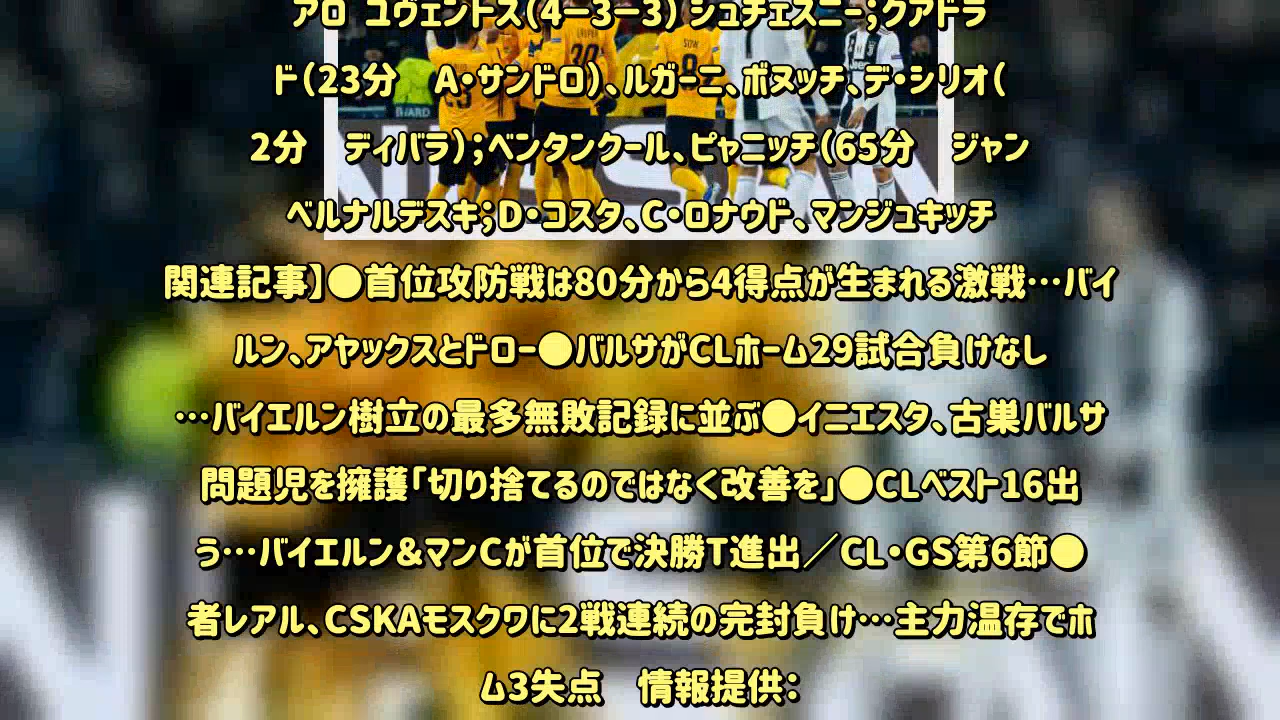 アロ ユヴェントス(4－3－3) シュチェスニー;クアドラ
ド(23分　A・サンドロ)、ルガーニ、ボヌッチ、デ・シリオ(
2分　ディバラ);ベンタンクール、ピャニッチ(65分　ジャン
ベルナルデスキ;D・コスタ、C・ロナウド、マンジュキッチ
関連記事】●首位攻防戦は80分から4得点が生まれる激戦…バイ
ルン、アヤックスとドロー●バルサがCLホーム29試合負けなし
…バイエルン樹立の最多無敗記録に並ぶ●イニエスタ、古巣バルサ
問題児を擁護「切り捨てるのではなく改善を」●CLベスト16出
う…バイエルン&マンCが首位で決勝T進出／CL・GS第6節●
者レアル、CSKAモスクワに2戦連続の完封負け…主力温存でホ
ム3失点　情報提供: